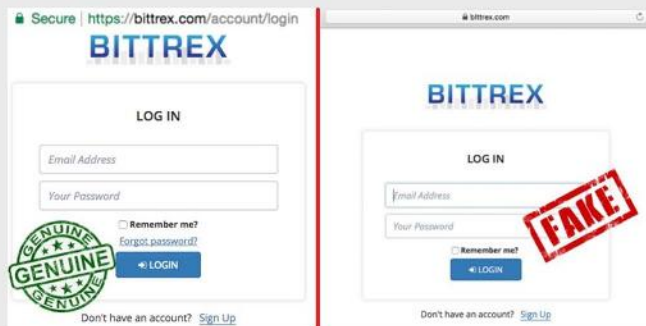 Secure https://bittrex.com/account/login
BITTREX
LOG IN
Email Address
Your Password
Remember me?
Forgot password?
LOGIN
Don't have an account? Sign Up
GENUINE
GENUINE
GENUINE
bittrex.com
BITTREX
LOG IN
Email Address
Your Password
Remember me?
LOGIN
Don't have an account? Sign Up
FAKE